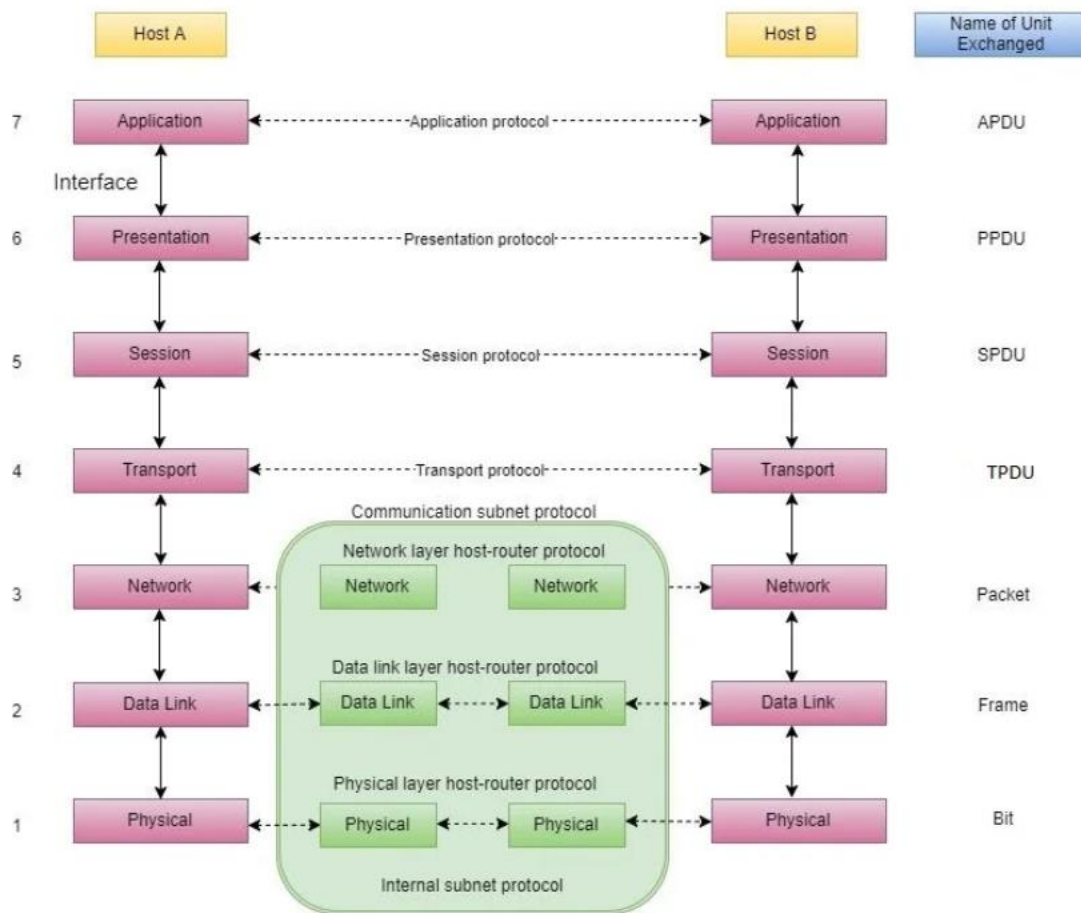 Host A
Host B
Name of Unit
Exchanged
7
Application
Application protocol
Application
APDU
Interface
6
Presentation
Presentation protocol
Presentation
PPDU
5
Session
Session protocol
Session
SPDU
4
Transport
Transport protocol
Transport
TPDU
Communication subnet protocol
Network layer host-router protocol
3
Network
Network
Network
Network
Packet
Data link layer host-router protocol
2
Data Link
Data Link
Data Link
Data Link
Frame
Physical layer host-router protocol
1
Physical
Physical
Physical
Physical
Bit
Internal subnet protocol